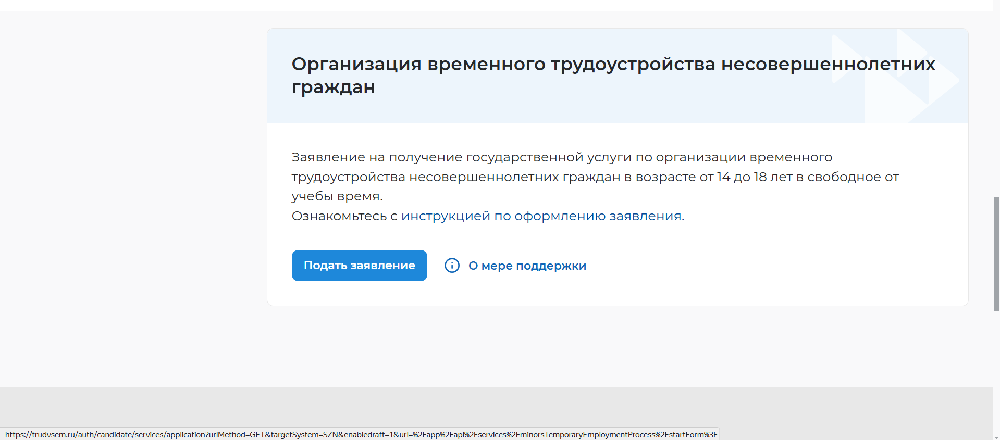 Организация временного трудоустройства несовершеннолетних
граждан
Заявление на получение государственной услуги по организации временного
трудоустройства несовершеннолетних граждан в возрасте от 14 до 18 лет в свободное от
учебы время.
Ознакомьтесь с инструкцией по оформлению заявления.
Подать заявление
О мере поддержки
https://trudvsem.ru/auth/candidate/services/application?urlMethod=GET&targetSystem=SZN&enabledraft=1&url=%2Fapp%2Fapi%2Fservices%2FminorsTemporaryEmploymentProcess%2FstartForm%3F